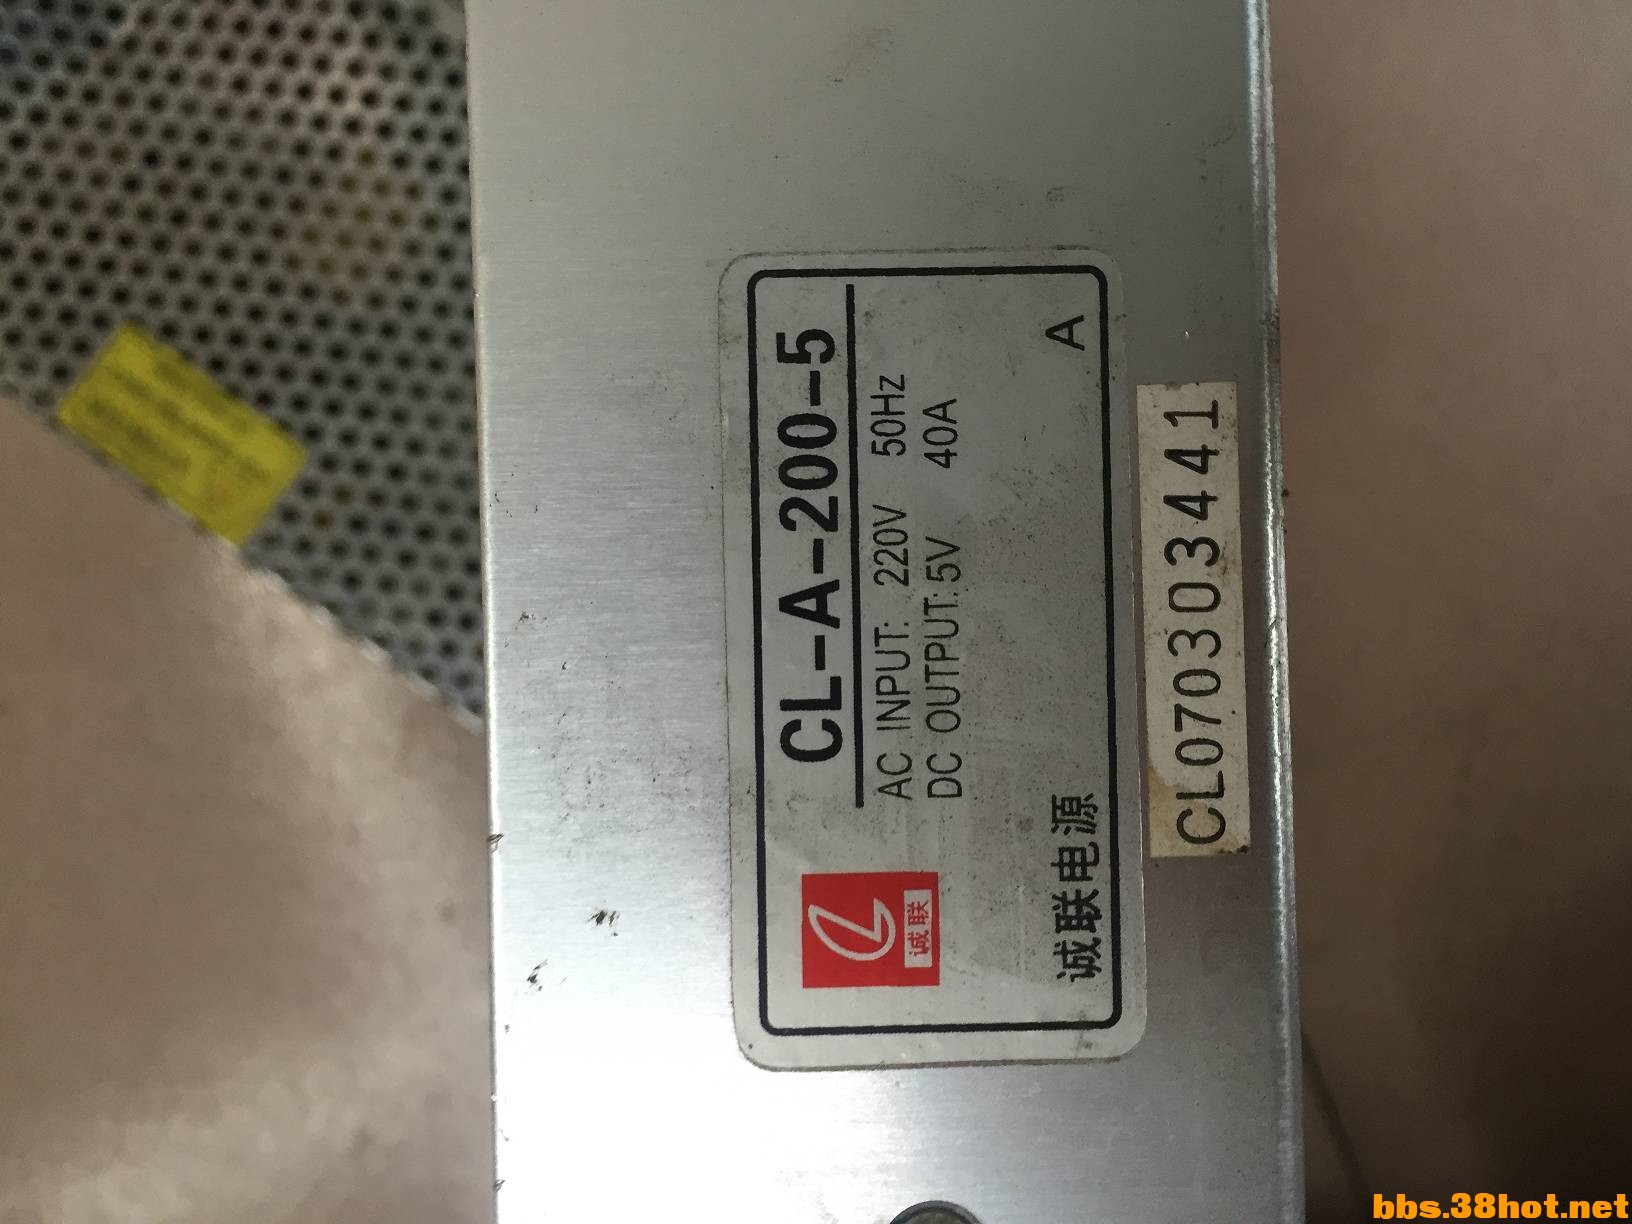 CL-A-200-5
AC INPUT: 220V 50Hz
DC OUTPUT: 5V 40A
诚联
诚联电源 A
CL070303441
bbs.38hot.net